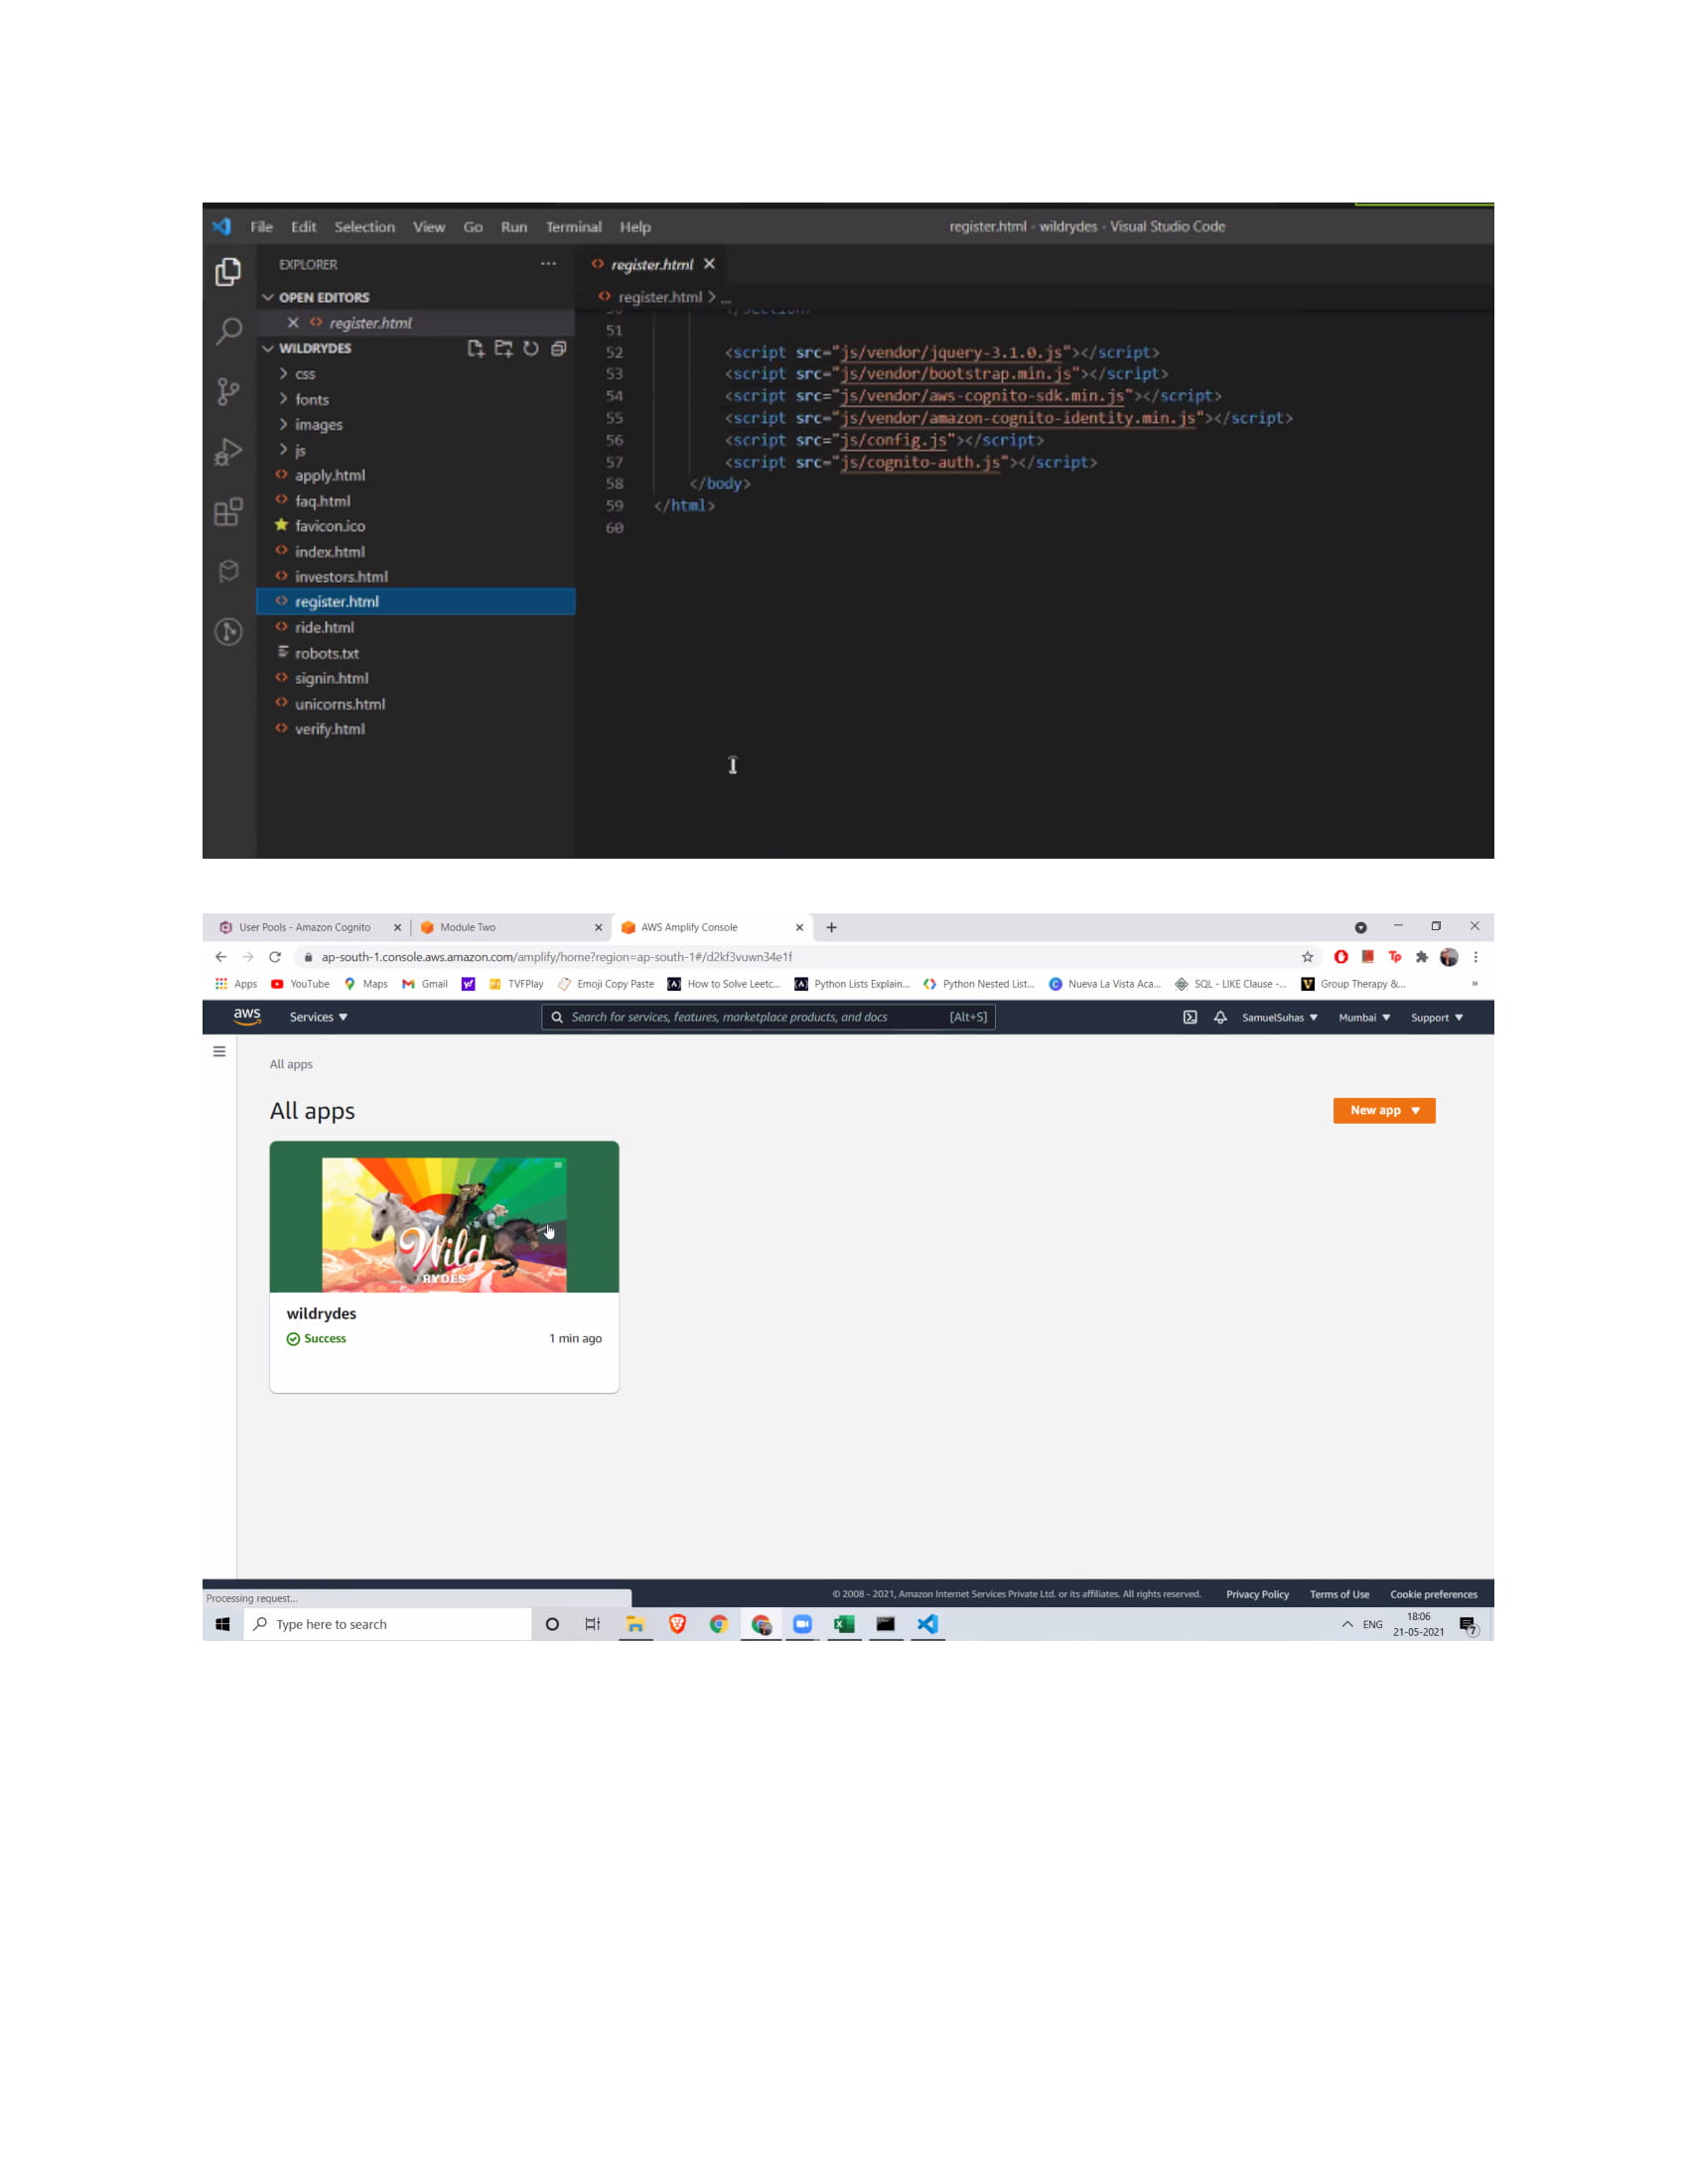 File Edit Selection View Go Run Terminal Help register.html - wildrydes - Visual Studio Code
EXPLORER ··· register.html
OPEN EDITORS register.html > ...
register.html
WILDRYDES
css
fonts
images
js
apply.html
faq.html
favicon.ico
index.html
investors.html
register.html
ride.html
robots.txt
signin.html
unicorns.html
verify.html
51
52 <script src="js/vendor/jquery-3.1.0.js"></script>
53 <script src="js/vendor/bootstrap.min.js"></script>
54 <script src="js/vendor/aws-cognito-sdk.min.js"></script>
55 <script src="js/vendor/amazon-cognito-identity.min.js"></script>
56 <script src="js/config.js"></script>
57 <script src="js/cognito-auth.js"></script>
58 </body>
59 </html>
60
User Pools - Amazon Cognito Module Two AWS Amplify Console
ap-south-1.console.aws.amazon.com/amplify/home?region=ap-south-1#/d2kf3vuwn34e1f
Apps YouTube Maps Gmail TVFPlay Emoji Copy Paste How to Solve Leetc... Python Lists Explain... Python Nested List... Nueva La Vista Aca... SQL - LIKE Clause -... Group Therapy &... »
aws Services Search for services, features, marketplace products, and docs [Alt+S] SamuelSuhas Mumbai Support
All apps
All apps New app
Wild
RYDES
wildrydes
Success 1 min ago
Processing request... © 2008 - 2021, Amazon Internet Services Private Ltd. or its affiliates. All rights reserved. Privacy Policy Terms of Use Cookie preferences
Type here to search ENG 18:06
21-05-2021 7